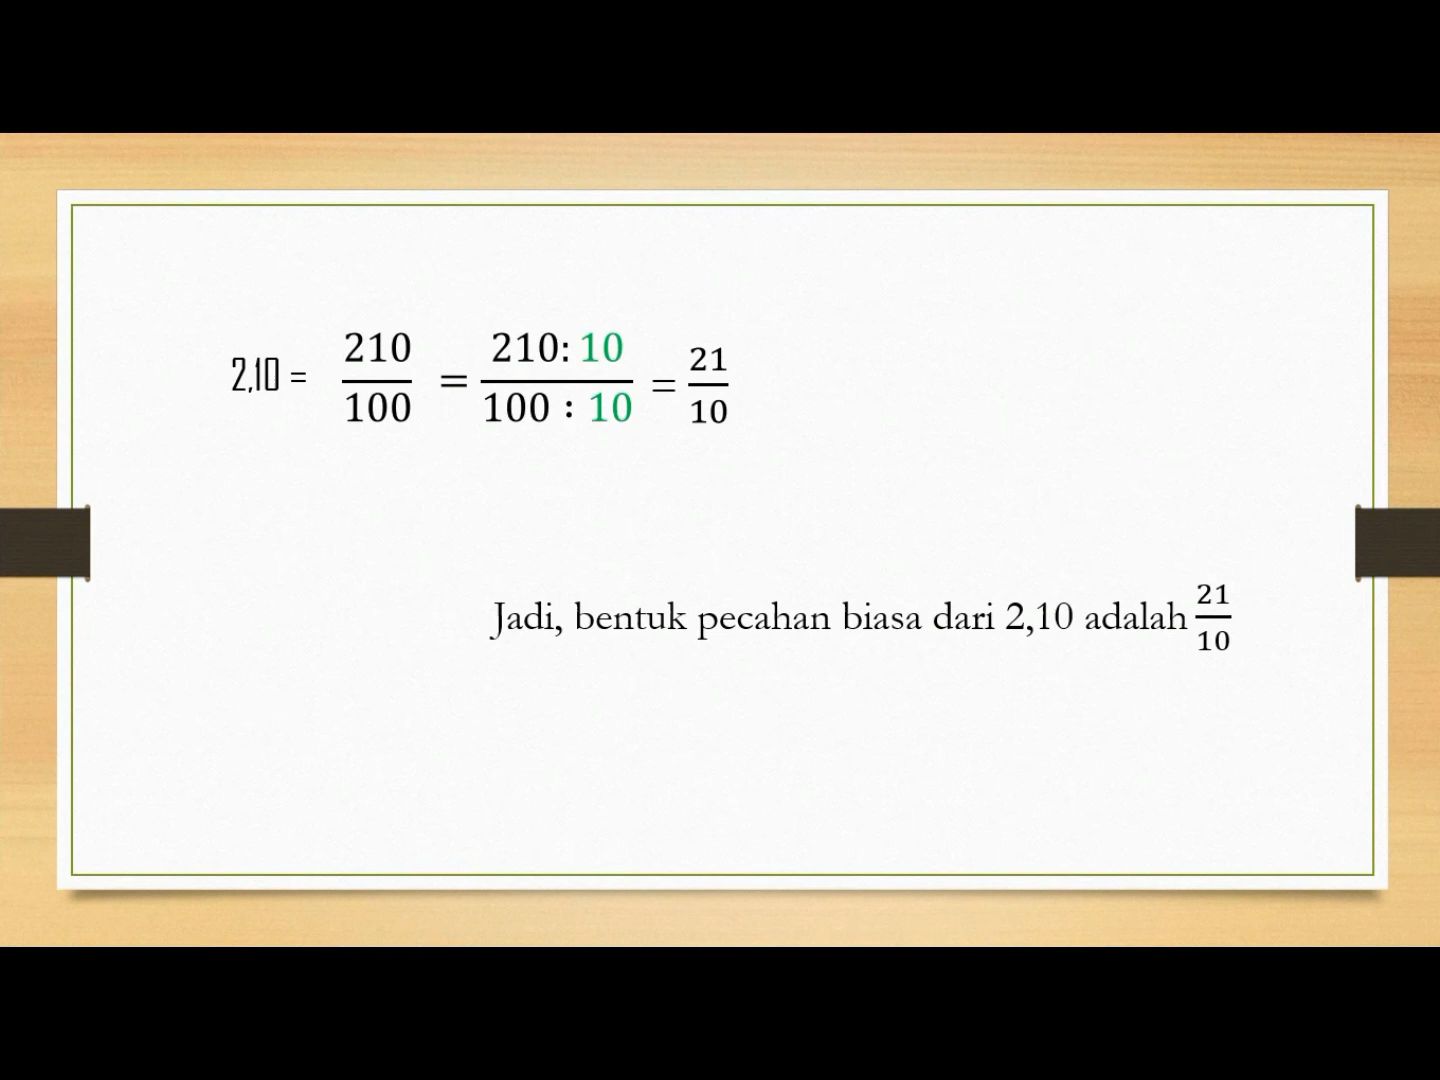 2,10 = 210/100 = 210: 10/100 : 10 = 21/10
Jadi, bentuk pecahan biasa dari 2,10 adalah 21/10